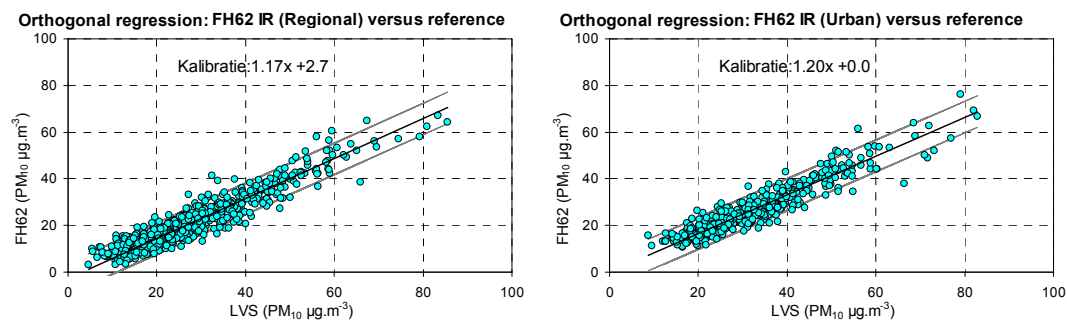 Orthogonal regression: FH62 IR (Regional) versus reference
100
80
60
40
20
0
Kalibratie:1.17x +2.7
FH62 (PM₁₀ µg.m⁻³)
0 20 40 60 80 100
LVS (PM₁₀ µg.m⁻³)
Orthogonal regression: FH62 IR (Urban) versus reference
100
80
60
40
20
0
Kalibratie:1.20x +0.0
FH62 (PM₁₀ µg.m⁻³)
0 20 40 60 80 100
LVS (PM₁₀ µg.m⁻³)